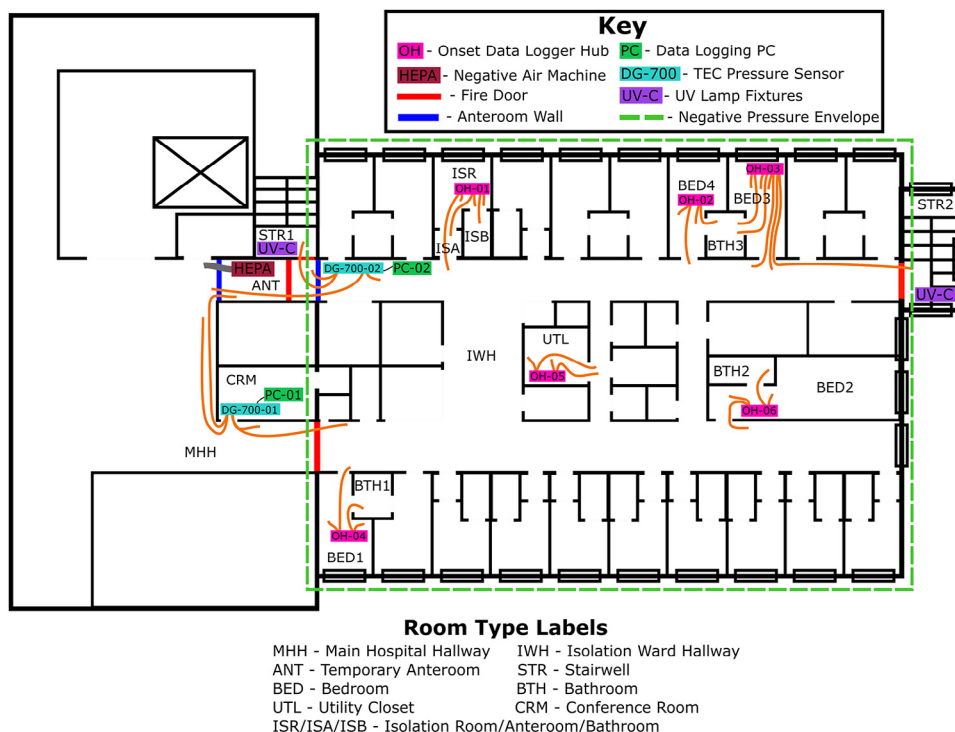 Key
OH - Onset Data Logger Hub
PC - Data Logging PC
HEPA - Negative Air Machine
DG-700 - TEC Pressure Sensor
- Fire Door
UV-C - UV Lamp Fixtures
- Anteroom Wall
- Negative Pressure Envelope
ISR
OH-01
BED4
OH-02
OH-03
BED3
STR2
STR1
UV-C
ISA
ISB
BTH3
HEPA
ANT
DG-700-02
PC-02
UV-C
IWH
UTL
OH-05
BTH2
BED2
OH-06
CRM
PC-01
DG-700-01
MHH
BTH1
OH-04
BED1
Room Type Labels
MHH - Main Hospital Hallway
IWH - Isolation Ward Hallway
ANT - Temporary Anteroom
STR - Stairwell
BED - Bedroom
BTH - Bathroom
UTL - Utility Closet
CRM - Conference Room
ISR/ISA/ISB - Isolation Room/Anteroom/Bathroom